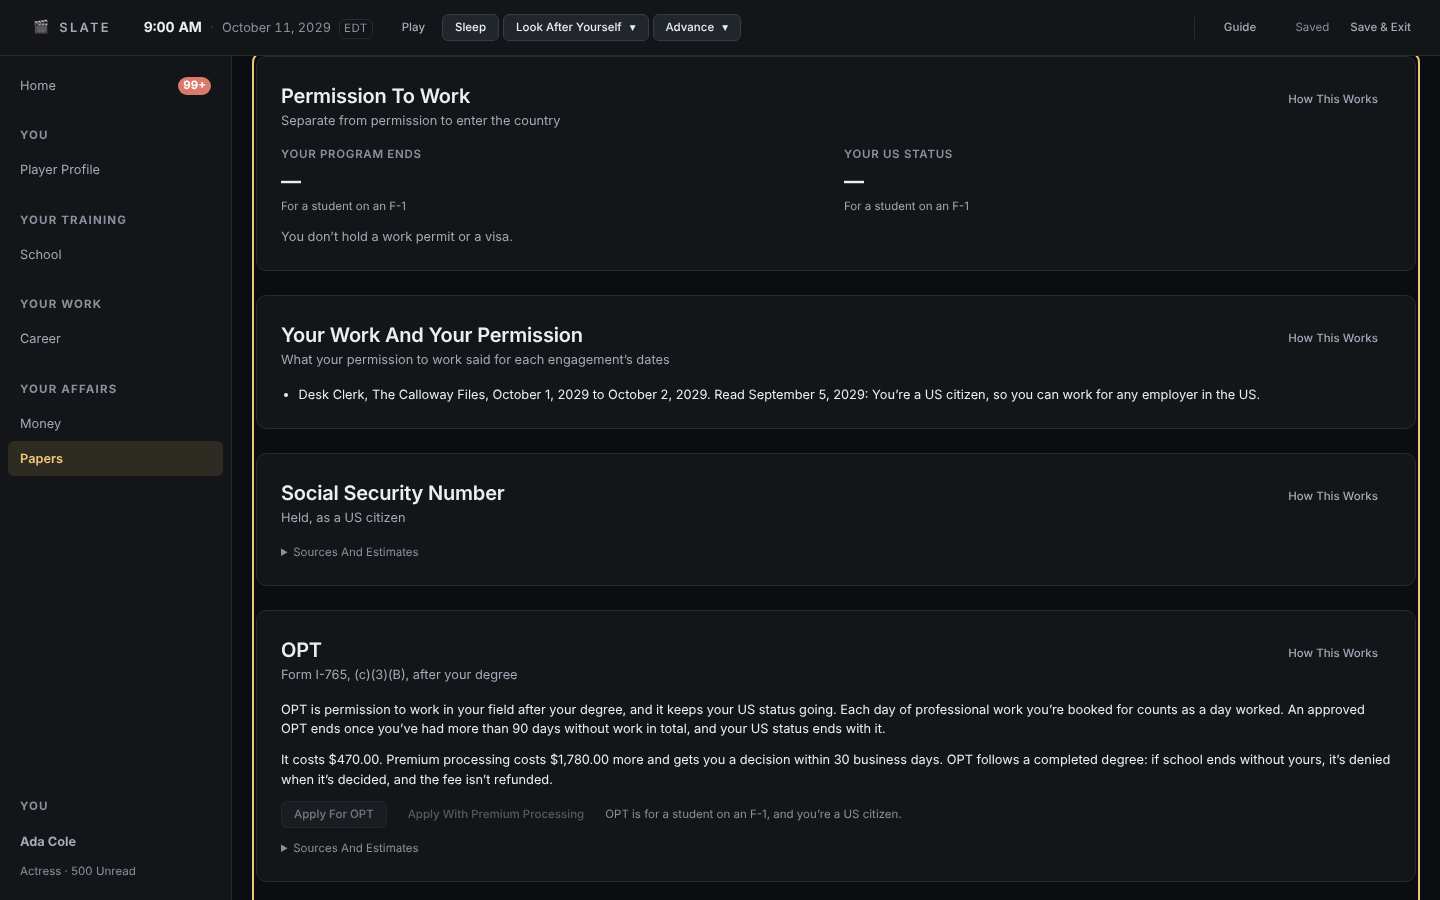 SLATE
9:00 AM · October 11, 2029 EDT
Play
Sleep
Look After Yourself ▾
Advance ▾
Guide
Saved
Save & Exit
Home
99+
YOU
Player Profile
YOUR TRAINING
School
YOUR WORK
Career
YOUR AFFAIRS
Money
Papers
YOU
Ada Cole
Actress · 500 Unread
Permission To Work
How This Works
Separate from permission to enter the country
YOUR PROGRAM ENDS
—
For a student on an F-1
YOUR US STATUS
—
For a student on an F-1
You don’t hold a work permit or a visa.
Your Work And Your Permission
How This Works
What your permission to work said for each engagement’s dates
• Desk Clerk, The Calloway Files, October 1, 2029 to October 2, 2029. Read September 5, 2029: You’re a US citizen, so you can work for any employer in the US.
Social Security Number
How This Works
Held, as a US citizen
▶ Sources And Estimates
OPT
How This Works
Form I-765, (c)(3)(B), after your degree
OPT is permission to work in your field after your degree, and it keeps your US status going. Each day of professional work you’re booked for counts as a day worked. An approved
OPT ends once you’ve had more than 90 days without work in total, and your US status ends with it.
It costs $470.00. Premium processing costs $1,780.00 more and gets you a decision within 30 business days. OPT follows a completed degree: if school ends without yours, it’s denied
when it’s decided, and the fee isn’t refunded.
Apply For OPT
Apply With Premium Processing
OPT is for a student on an F-1, and you’re a US citizen.
▶ Sources And Estimates